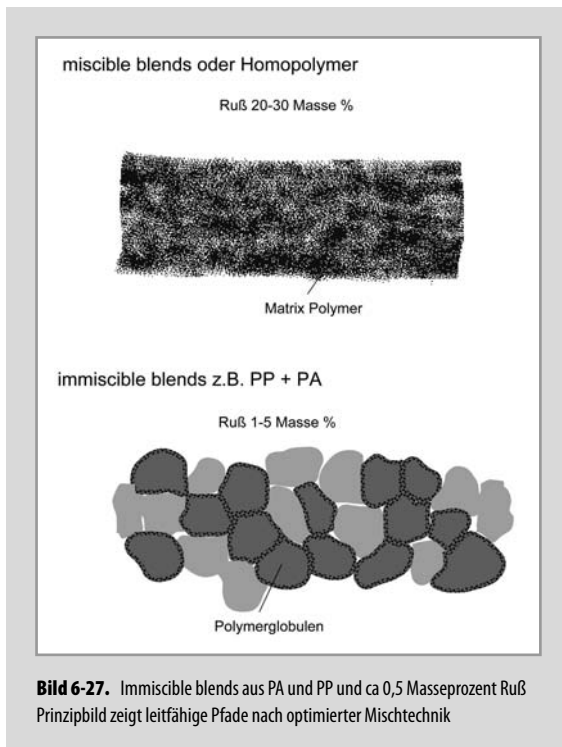 miscible blends oder Homopolymer
Ruß 20-30 Masse %
Matrix Polymer
immiscible blends z.B. PP + PA
Ruß 1-5 Masse %
Polymerglobulen
Bild 6-27. Immiscible blends aus PA und PP und ca 0,5 Masseprozent Ruß
Prinzipbild zeigt leitfähige Pfade nach optimierter Mischtechnik